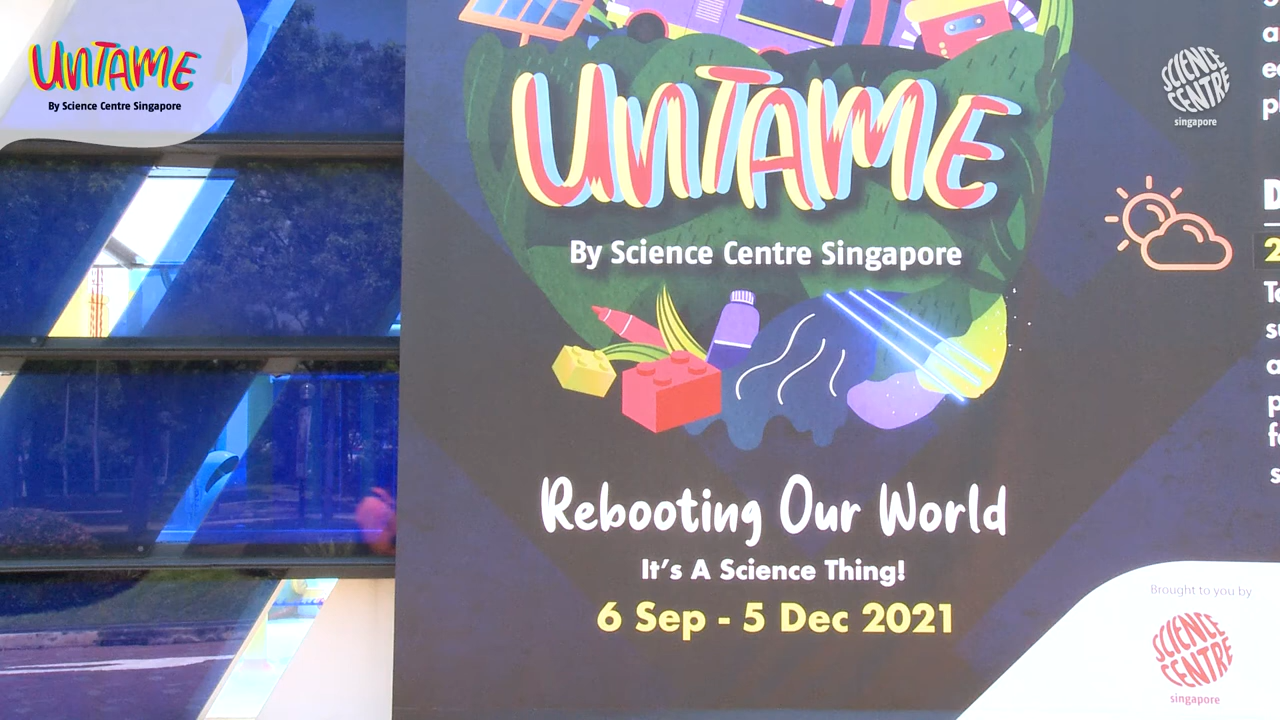 UNTAME
By Science Centre Singapore
UNTAME
By Science Centre Singapore
SCIENCE
CENTRE
singapore
Rebooting Our World
It's A Science Thing!
6 Sep - 5 Dec 2021
Brought to you by
SCIENCE
CENTRE
singapore